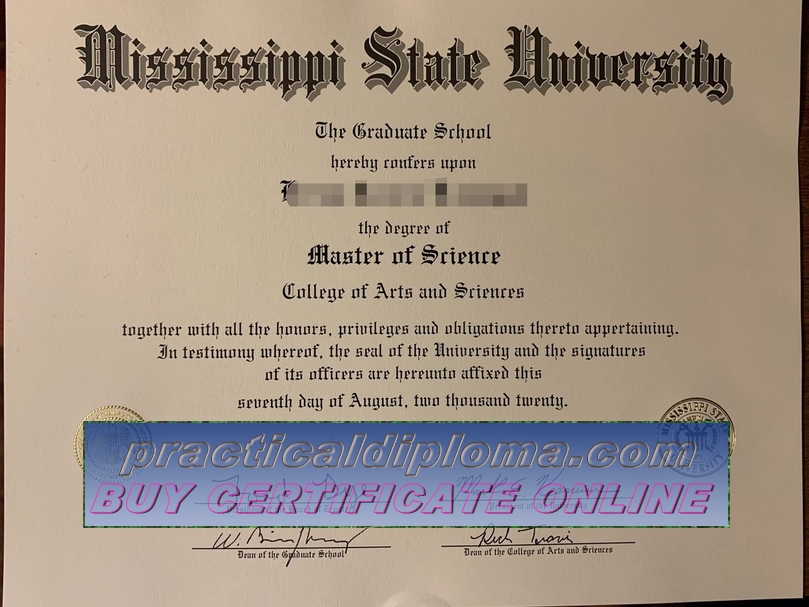 Mississippi State University
The Graduate School
hereby confers upon
the degree of
Master of Science
College of Arts and Sciences
together with all the honors, privileges and obligations thereto appertaining.
In testimony whereof, the seal of the University and the signatures
of its officers are hereunto affixed this
seventh day of August, two thousand twenty.
MISSISSIPPI STATE
UNIVERSITY
practicaldiploma.com
BUY CERTIFICATE ONLINE
Dean of the Graduate School
Dean of the College of Arts and Sciences